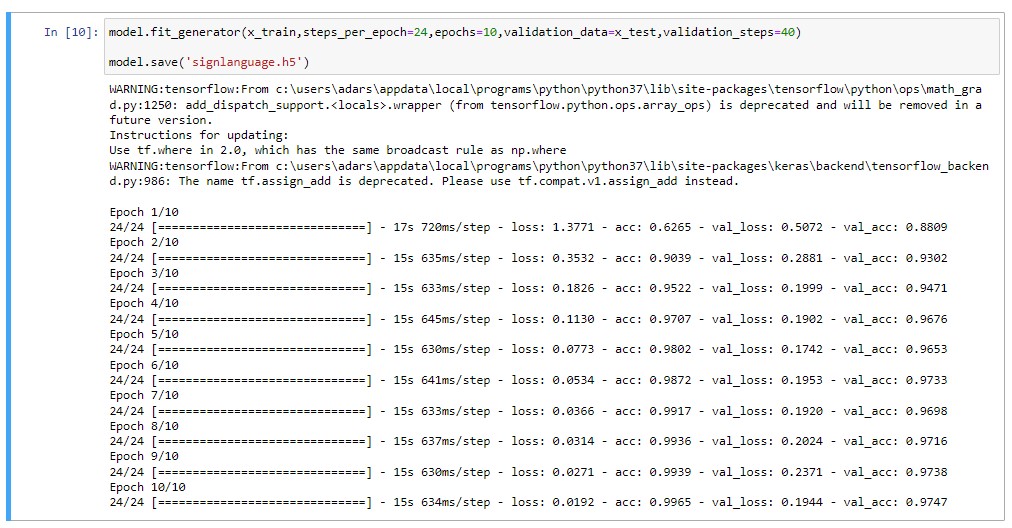 In [10]: model.fit_generator(x_train,steps_per_epoch=24,epochs=10,validation_data=x_test,validation_steps=40)
model.save('signlanguage.h5')
WARNING:tensorflow:From c:\users\adars\appdata\local\programs\python\python37\lib\site-packages\tensorflow\python\ops\math_gra
d.py:1250: add_dispatch_support.<locals>.wrapper (from tensorflow.python.ops.array_ops) is deprecated and will be removed in a
future version.
Instructions for updating:
Use tf.where in 2.0, which has the same broadcast rule as np.where
WARNING:tensorflow:From c:\users\adars\appdata\local\programs\python\python37\lib\site-packages\keras\backend\tensorflow_backen
d.py:986: The name tf.assign_add is deprecated. Please use tf.compat.v1.assign_add instead.
Epoch 1/10
24/24 [==============================] - 17s 720ms/step - loss: 1.3771 - acc: 0.6265 - val_loss: 0.5072 - val_acc: 0.8809
Epoch 2/10
24/24 [==============================] - 15s 635ms/step - loss: 0.3532 - acc: 0.9039 - val_loss: 0.2881 - val_acc: 0.9302
Epoch 3/10
24/24 [==============================] - 15s 633ms/step - loss: 0.1826 - acc: 0.9522 - val_loss: 0.1999 - val_acc: 0.9471
Epoch 4/10
24/24 [==============================] - 15s 645ms/step - loss: 0.1130 - acc: 0.9707 - val_loss: 0.1902 - val_acc: 0.9676
Epoch 5/10
24/24 [==============================] - 15s 630ms/step - loss: 0.0773 - acc: 0.9802 - val_loss: 0.1742 - val_acc: 0.9653
Epoch 6/10
24/24 [==============================] - 15s 641ms/step - loss: 0.0534 - acc: 0.9872 - val_loss: 0.1953 - val_acc: 0.9733
Epoch 7/10
24/24 [==============================] - 15s 633ms/step - loss: 0.0366 - acc: 0.9917 - val_loss: 0.1920 - val_acc: 0.9698
Epoch 8/10
24/24 [==============================] - 15s 637ms/step - loss: 0.0314 - acc: 0.9936 - val_loss: 0.2024 - val_acc: 0.9716
Epoch 9/10
24/24 [==============================] - 15s 630ms/step - loss: 0.0271 - acc: 0.9939 - val_loss: 0.2371 - val_acc: 0.9738
Epoch 10/10
24/24 [==============================] - 15s 634ms/step - loss: 0.0192 - acc: 0.9965 - val_loss: 0.1944 - val_acc: 0.9747